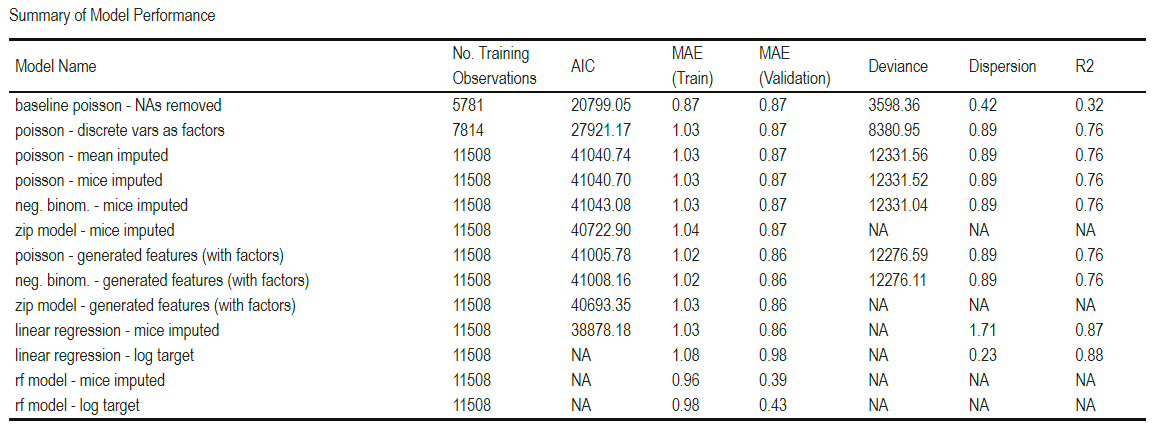 Summary of Model Performance
Model Name No. Training Observations AIC MAE (Train) MAE (Validation) Deviance Dispersion R2
baseline poisson - NAs removed 5781 20799.05 0.87 0.87 3598.36 0.42 0.32
poisson - discrete vars as factors 7814 27921.17 1.03 0.87 8380.95 0.89 0.76
poisson - mean imputed 11508 41040.74 1.03 0.87 12331.56 0.89 0.76
poisson - mice imputed 11508 41040.70 1.03 0.87 12331.52 0.89 0.76
neg. binom. - mice imputed 11508 41043.08 1.03 0.87 12331.04 0.89 0.76
zip model - mice imputed 11508 40722.90 1.04 0.87 NA NA NA
poisson - generated features (with factors) 11508 41005.78 1.02 0.86 12276.59 0.89 0.76
neg. binom. - generated features (with factors) 11508 41008.16 1.02 0.86 12276.11 0.89 0.76
zip model - generated features (with factors) 11508 40693.35 1.03 0.86 NA NA NA
linear regression - mice imputed 11508 38878.18 1.03 0.86 NA 1.71 0.87
linear regression - log target 11508 NA 1.08 0.98 NA 0.23 0.88
rf model - mice imputed 11508 NA 0.96 0.39 NA NA NA
rf model - log target 11508 NA 0.98 0.43 NA NA NA